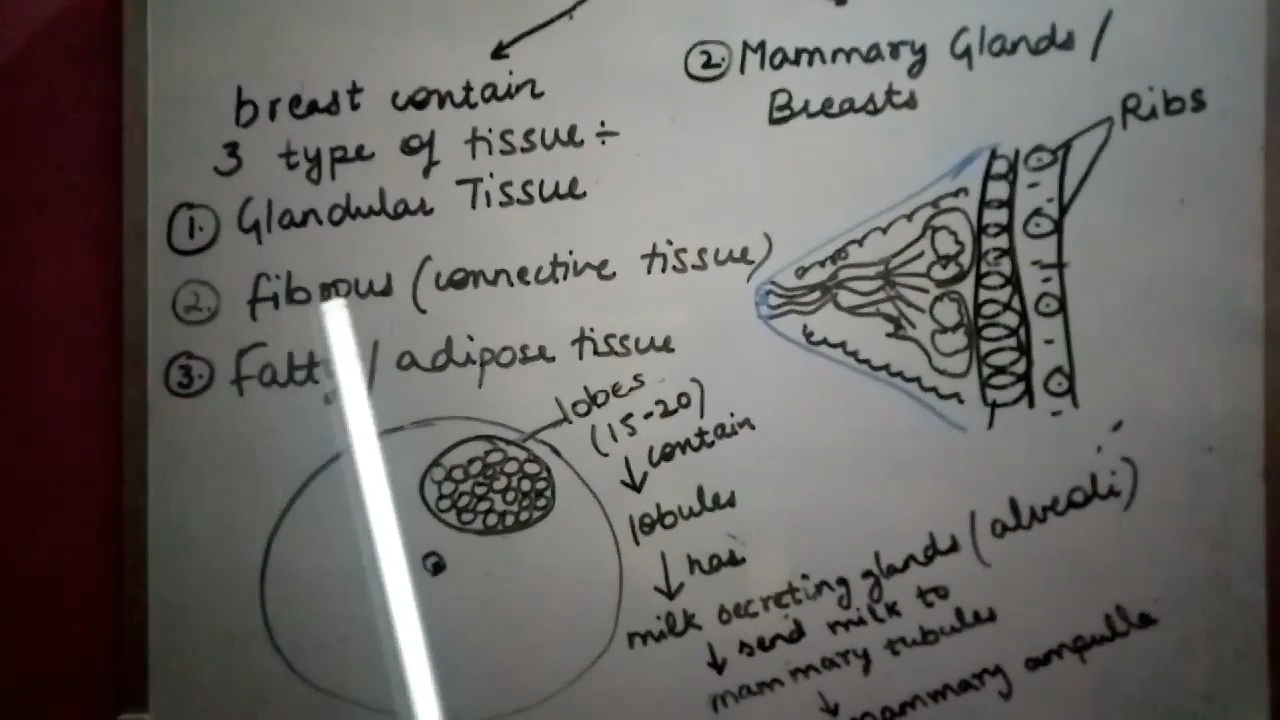 breast contain
3 type of tissue ÷
1. Glandular Tissue
2. fibrous (connective tissue)
3. Fatt / adipose tissue
2. Mammary Glands /
Breasts
Ribs
lobes
(15-20)
↓ contain
lobules
↓ has
milk secreting glands (alveoli)
↓ send milk to
mammary tubules
↓
mammary ampulla